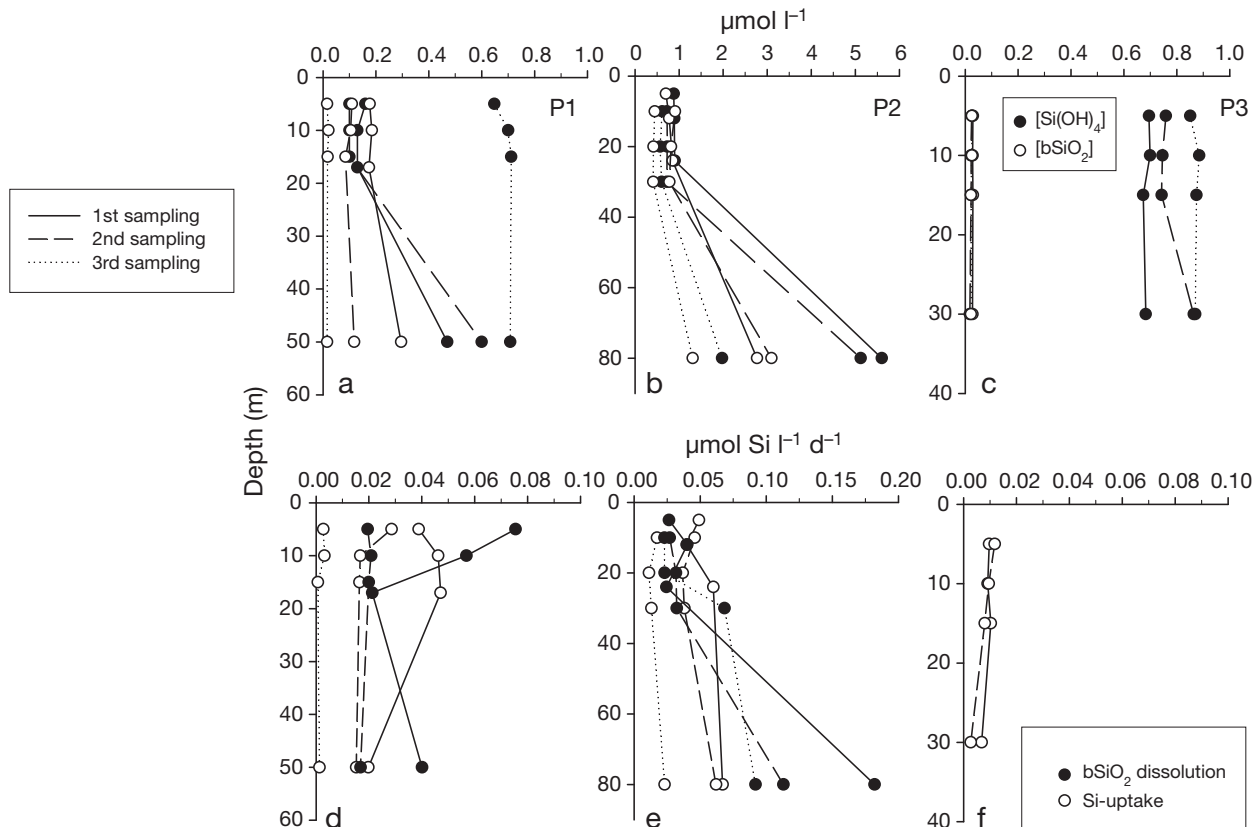 µmol l⁻¹
0.0 0.2 0.4 0.6 0.8 1.0
0 1 2 3 4 5 6
0.0 0.2 0.4 0.6 0.8 1.0
0
10
20
30
40
50
60
P1
a
0
20
40
60
80
P2
b
0
10
20
30
40
P3
[Si(OH)₄]
[bSiO₂]
c
1st sampling
2nd sampling
3rd sampling
Depth (m)
µmol Si l⁻¹ d⁻¹
0.00 0.02 0.04 0.06 0.08 0.10
0.00 0.05 0.10 0.15 0.20
0.00 0.02 0.04 0.06 0.08 0.10
0
10
20
30
40
50
60
d
0
20
40
60
80
e
0
10
20
30
40
f
bSiO₂ dissolution
Si-uptake